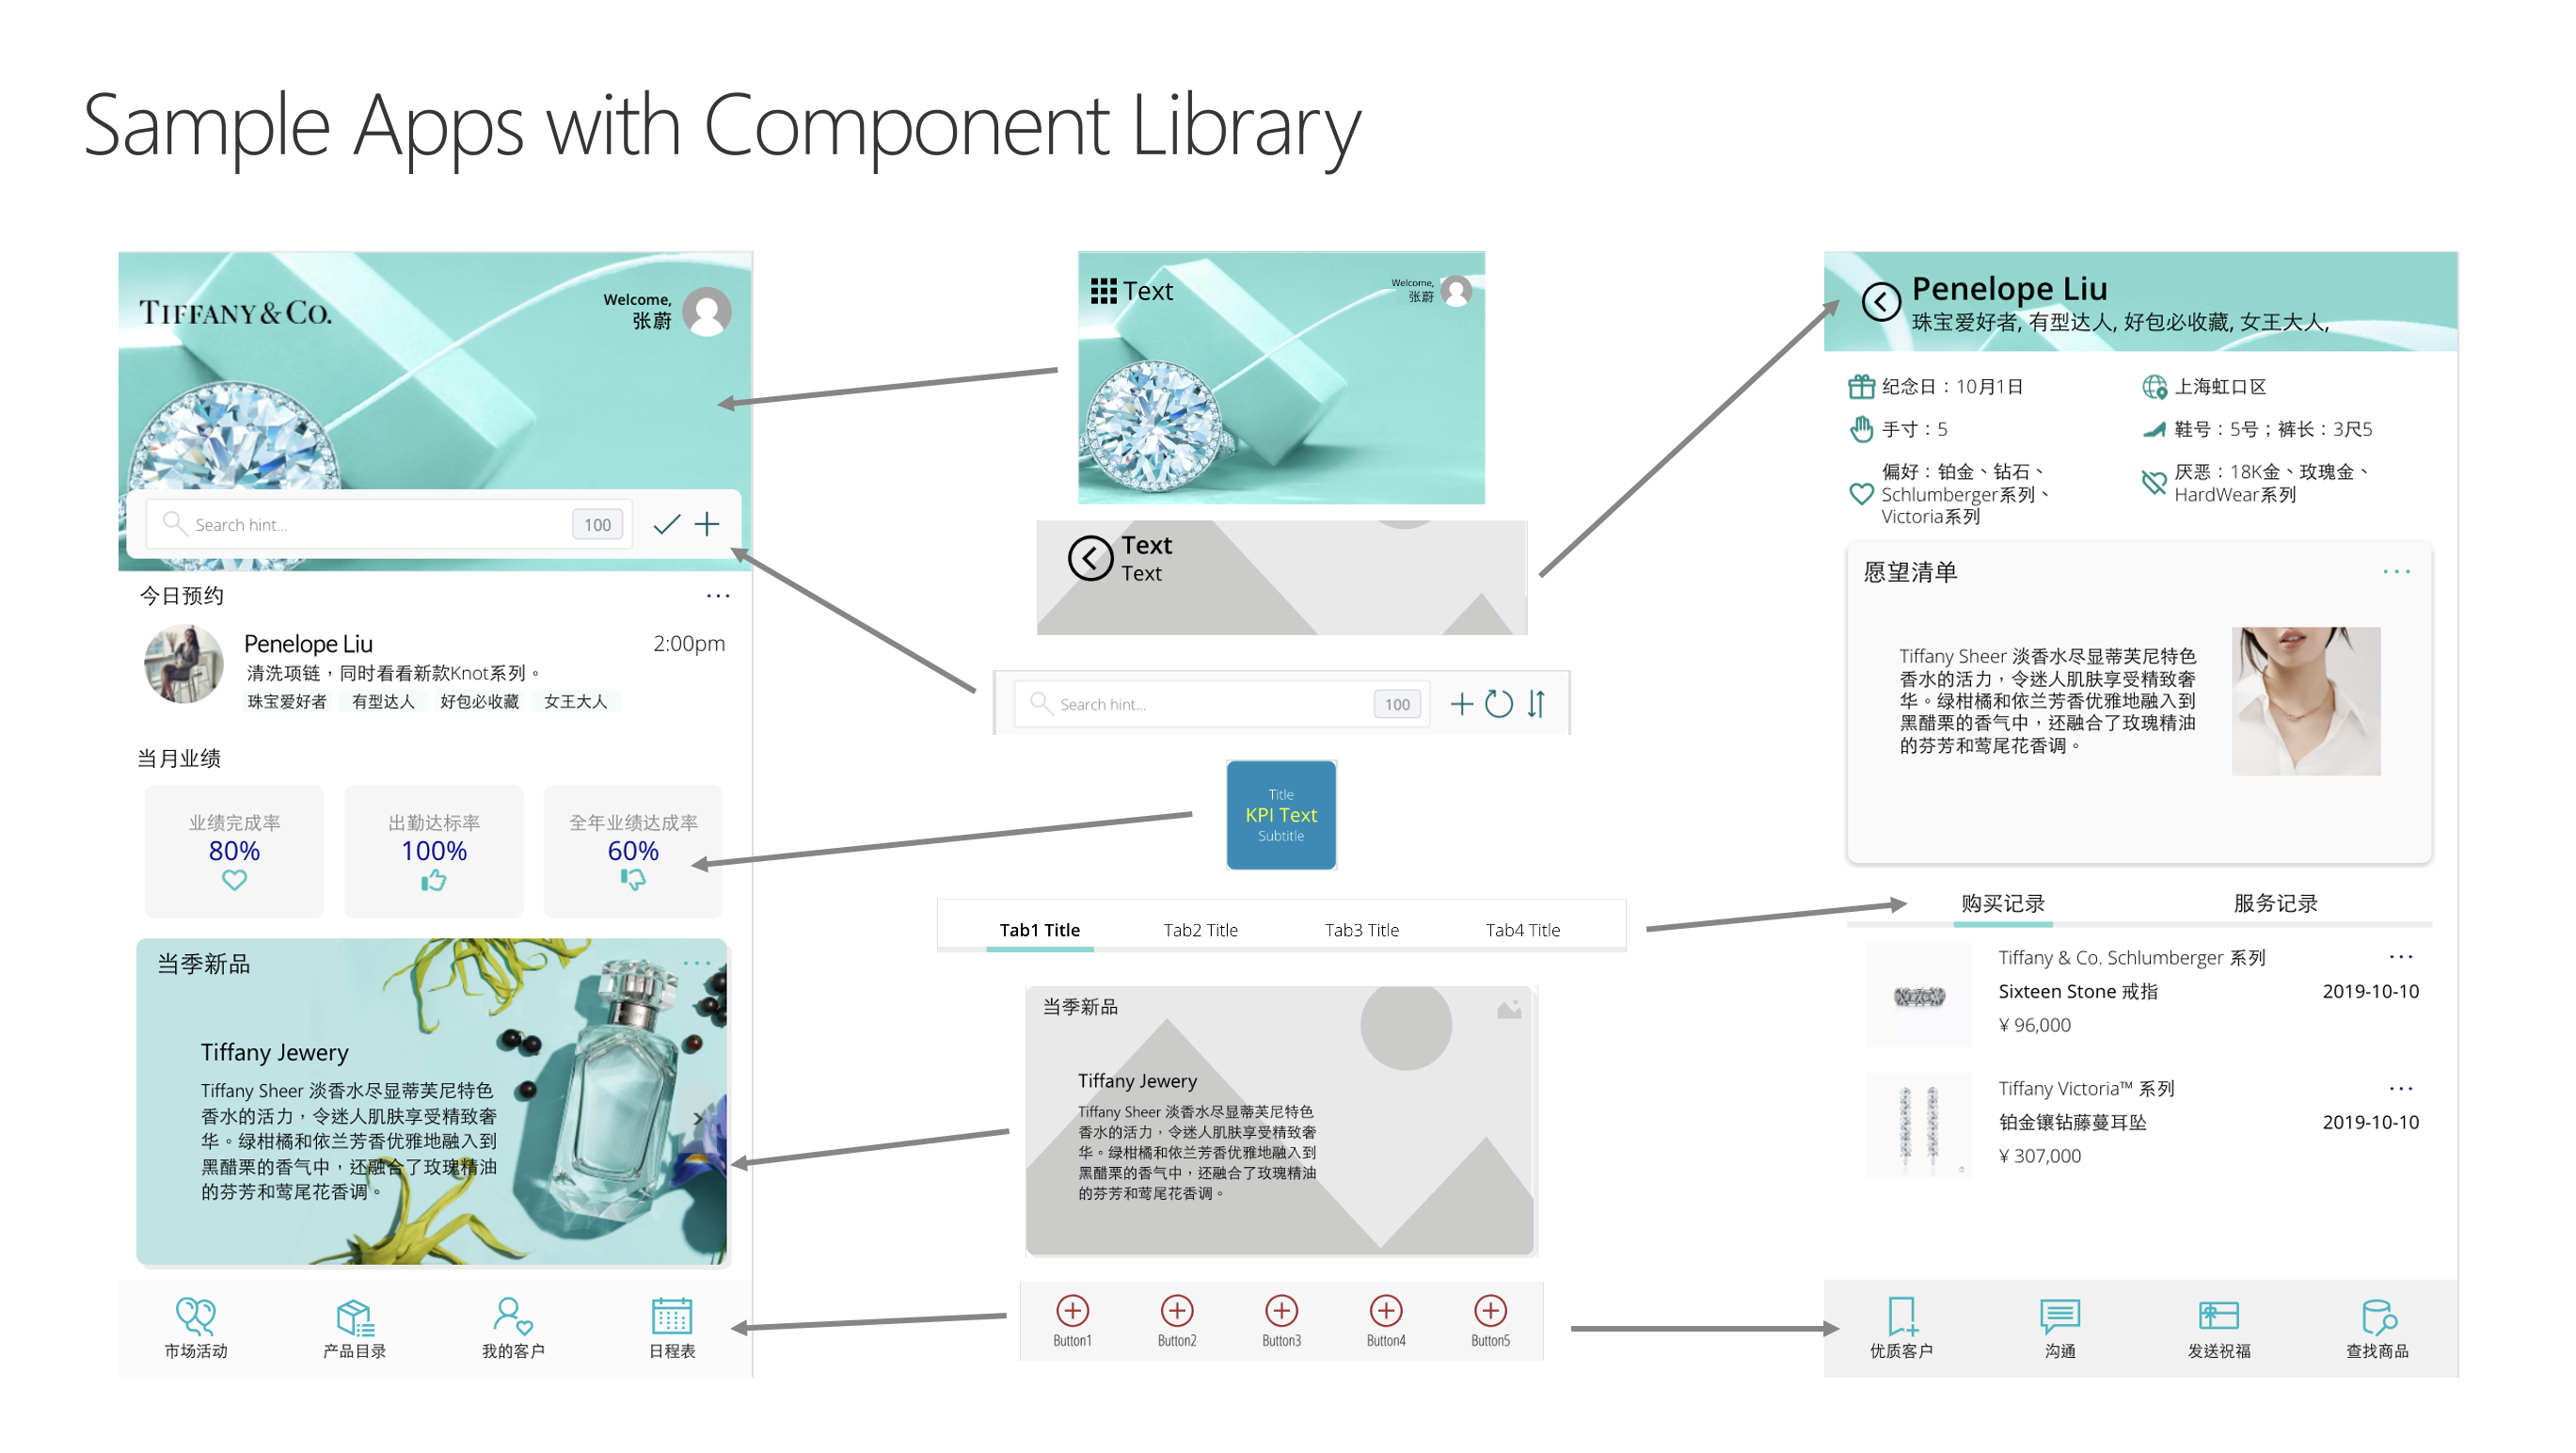 Sample Apps with Component Library
TIFFANY & CO.
Welcome,
张蔚
Search hint...
100
今日预约
Penelope Liu
2:00pm
清洗项链，同时看看新款Knot系列。
珠宝爱好者 有型达人 好包必收藏 女王大人
当月业绩
业绩完成率
80%
出勤达标率
100%
全年业绩达成率
60%
当季新品
Tiffany Jewery
Tiffany Sheer 淡香水尽显蒂芙尼特色
香水的活力，令迷人肌肤享受精致奢
华。绿柑橘和依兰芳香优雅地融入到
黑醋栗的香气中，还融合了玫瑰精油
的芬芳和鸢尾花香调。
市场活动
产品目录
我的客户
日程表
Text
Welcome,
张蔚
Text
Text
Search hint...
100
Title
KPI Text
Subtitle
Tab1 Title
Tab2 Title
Tab3 Title
Tab4 Title
当季新品
Tiffany Jewery
Tiffany Sheer 淡香水尽显蒂芙尼特色
香水的活力，令迷人肌肤享受精致奢
华。绿柑橘和依兰芳香优雅地融入到
黑醋栗的香气中，还融合了玫瑰精油
的芬芳和鸢尾花香调。
Button1
Button2
Button3
Button4
Button5
Penelope Liu
珠宝爱好者, 有型达人, 好包必收藏, 女王大人,
纪念日：10月1日
上海虹口区
手寸：5
鞋号：5号；裤长：3尺5
偏好：铂金、钻石、
Schlumberger系列、
Victoria系列
厌恶：18K金、玫瑰金、
HardWear系列
愿望清单
Tiffany Sheer 淡香水尽显蒂芙尼特色
香水的活力，令迷人肌肤享受精致奢
华。绿柑橘和依兰芳香优雅地融入到
黑醋栗的香气中，还融合了玫瑰精油
的芬芳和鸢尾花香调。
购买记录
服务记录
Tiffany & Co. Schlumberger 系列
Sixteen Stone 戒指
2019-10-10
¥ 96,000
Tiffany Victoria™ 系列
铂金镶钻藤蔓耳坠
2019-10-10
¥ 307,000
优质客户
沟通
发送祝福
查找商品